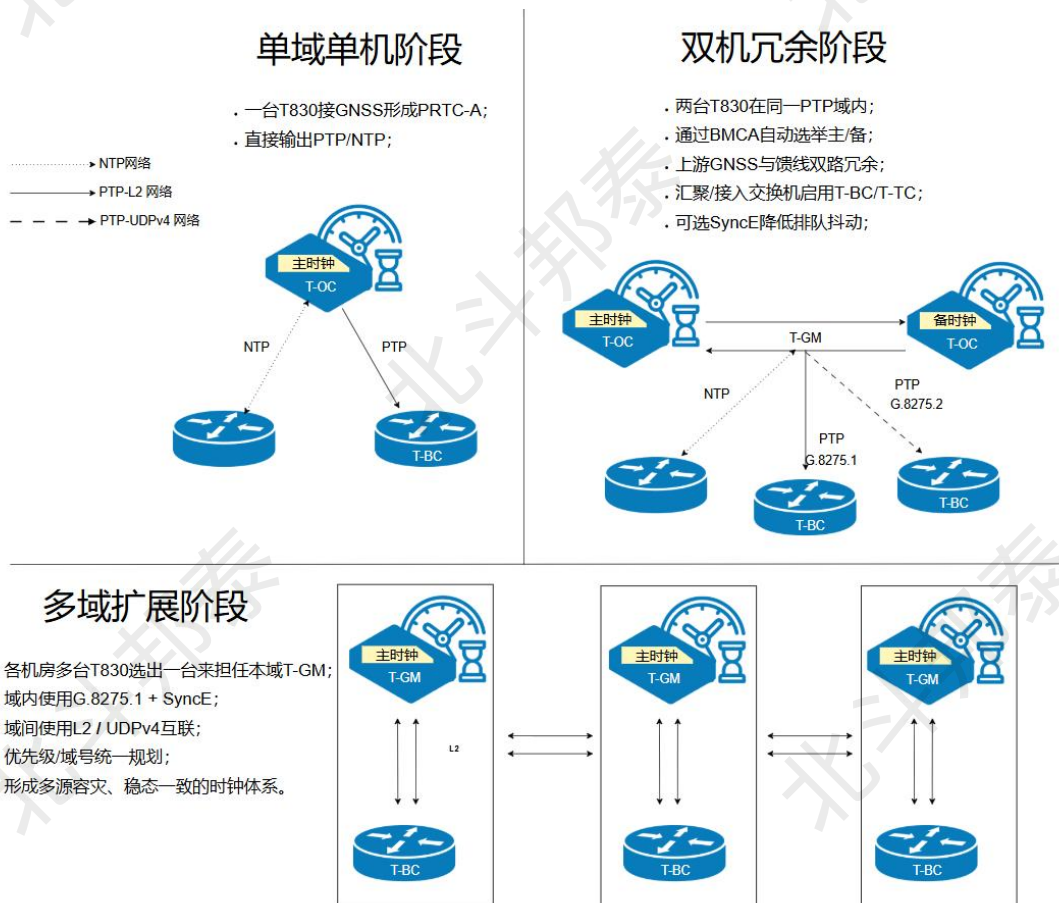 单域单机阶段
. 一台T830接GNSS形成PRTC-A;
. 直接输出PTP/NTP;
NTP网络
PTP-L2 网络
PTP-UDPv4 网络
主时钟
T-OC
NTP
PTP
T-BC
双机冗余阶段
. 两台T830在同一PTP域内;
. 通过BMCA自动选举主/备;
. 上游GNSS与馈线双路冗余;
. 汇聚/接入交换机启用T-BC/T-TC;
. 可选SyncE降低排队抖动;
主时钟
T-OC
T-GM
备时钟
T-OC
NTP
PTP
G.8275.1
PTP
G.8275.2
T-BC
T-BC
多域扩展阶段
各机房多台T830选出一台来担任本域T-GM;
域内使用G.8275.1 + SyncE;
域间使用L2 / UDPv4互联;
优先级/域号统一规划;
形成多源容灾、稳态一致的时钟体系。
主时钟
T-GM
L2
T-BC
主时钟
T-GM
T-BC
主时钟
T-GM
T-BC
北斗邦泰
北斗邦泰
北斗邦泰